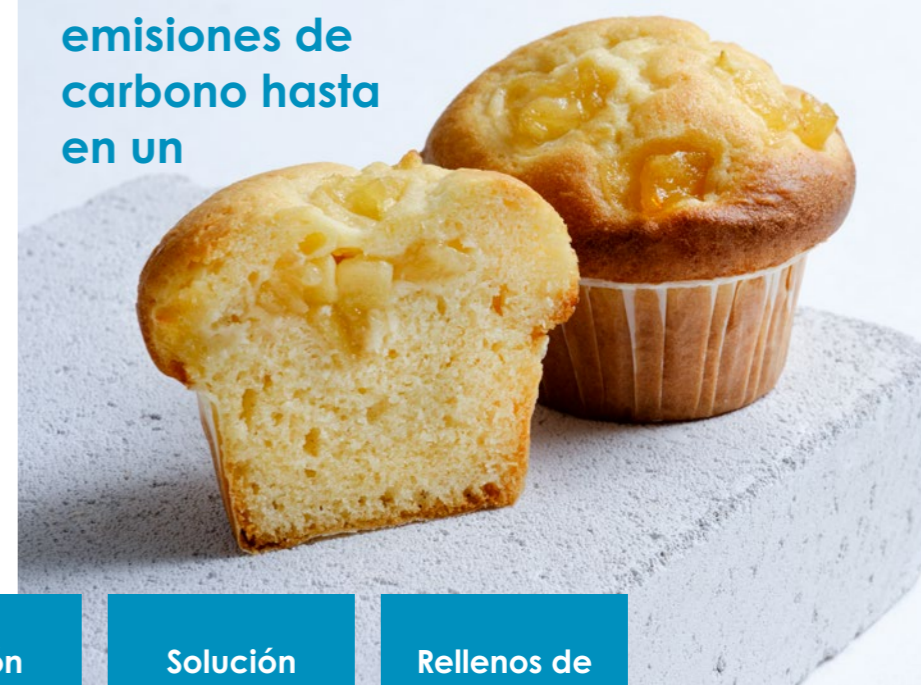 emisiones de
carbono hasta
en un
Solución
Rellenos de